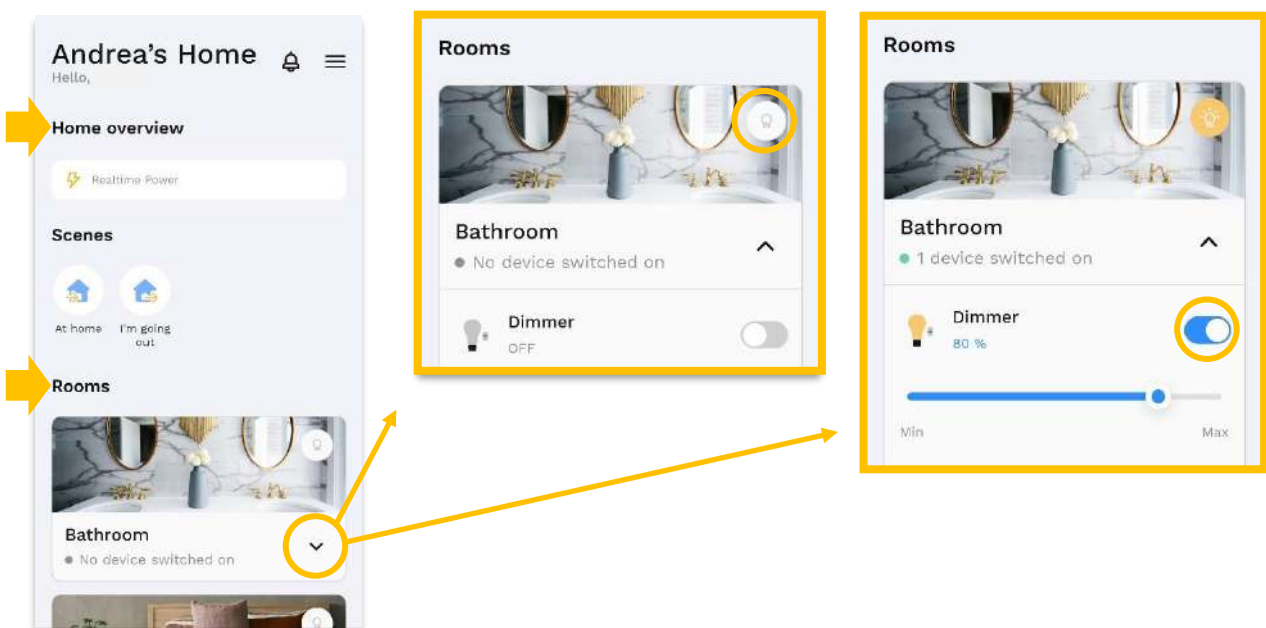 Andrea's Home
Hello,
Home overview
Realtime Power
Scenes
At home
I'm going
out
Rooms
Bathroom
No device switched on
Rooms
Bathroom
No device switched on
Dimmer
OFF
Rooms
Bathroom
1 device switched on
Dimmer
80 %
Min
Max